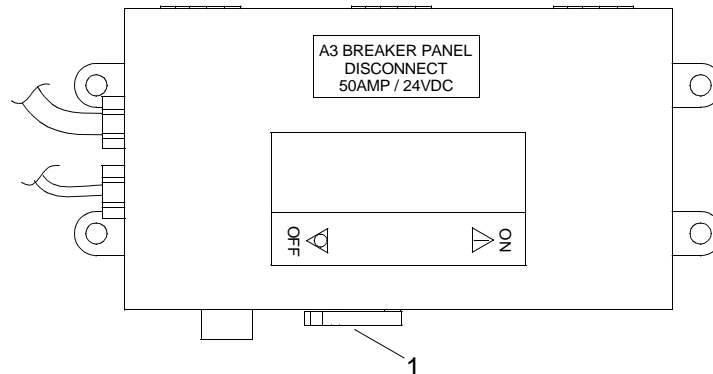 A3 BREAKER PANEL
DISCONNECT
50AMP / 24VDC
OFF
ON
1